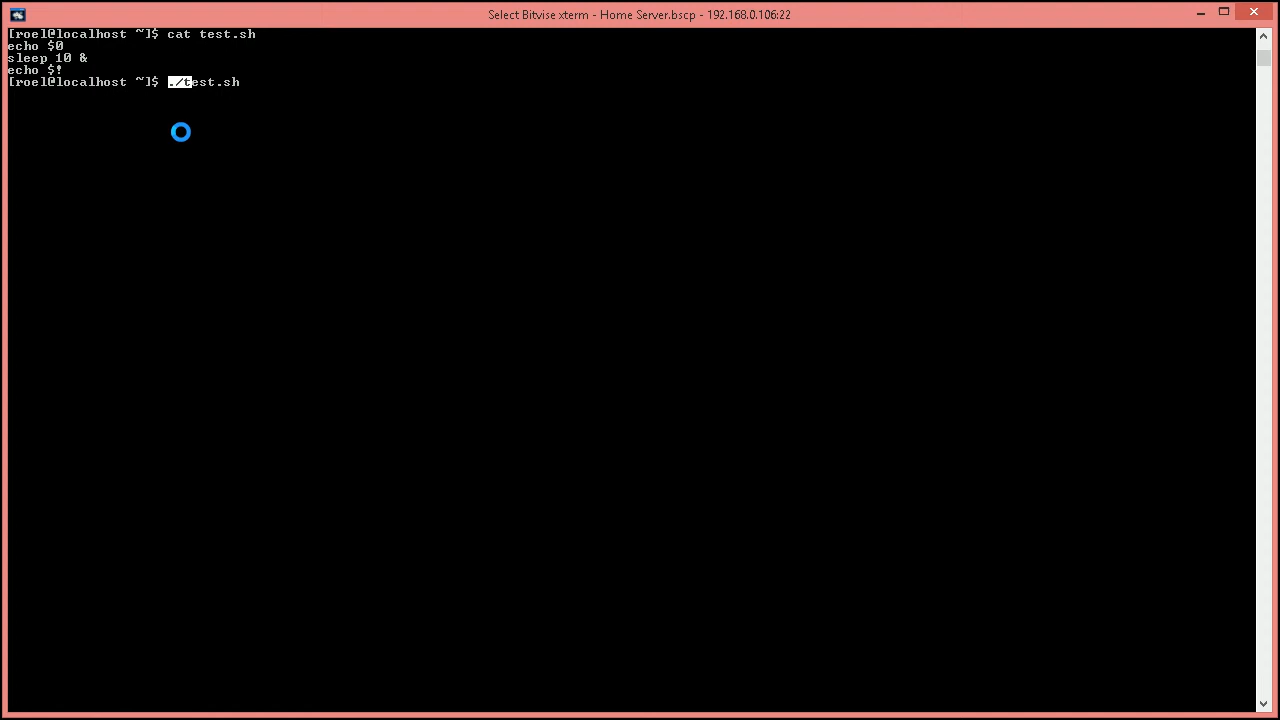 Select Bitvise xterm - Home Server.bscp - 192.168.0.106:22
[roel@localhost ~]$ cat test.sh
echo $0
sleep 10 &
echo $!
[roel@localhost ~]$ ./test.sh